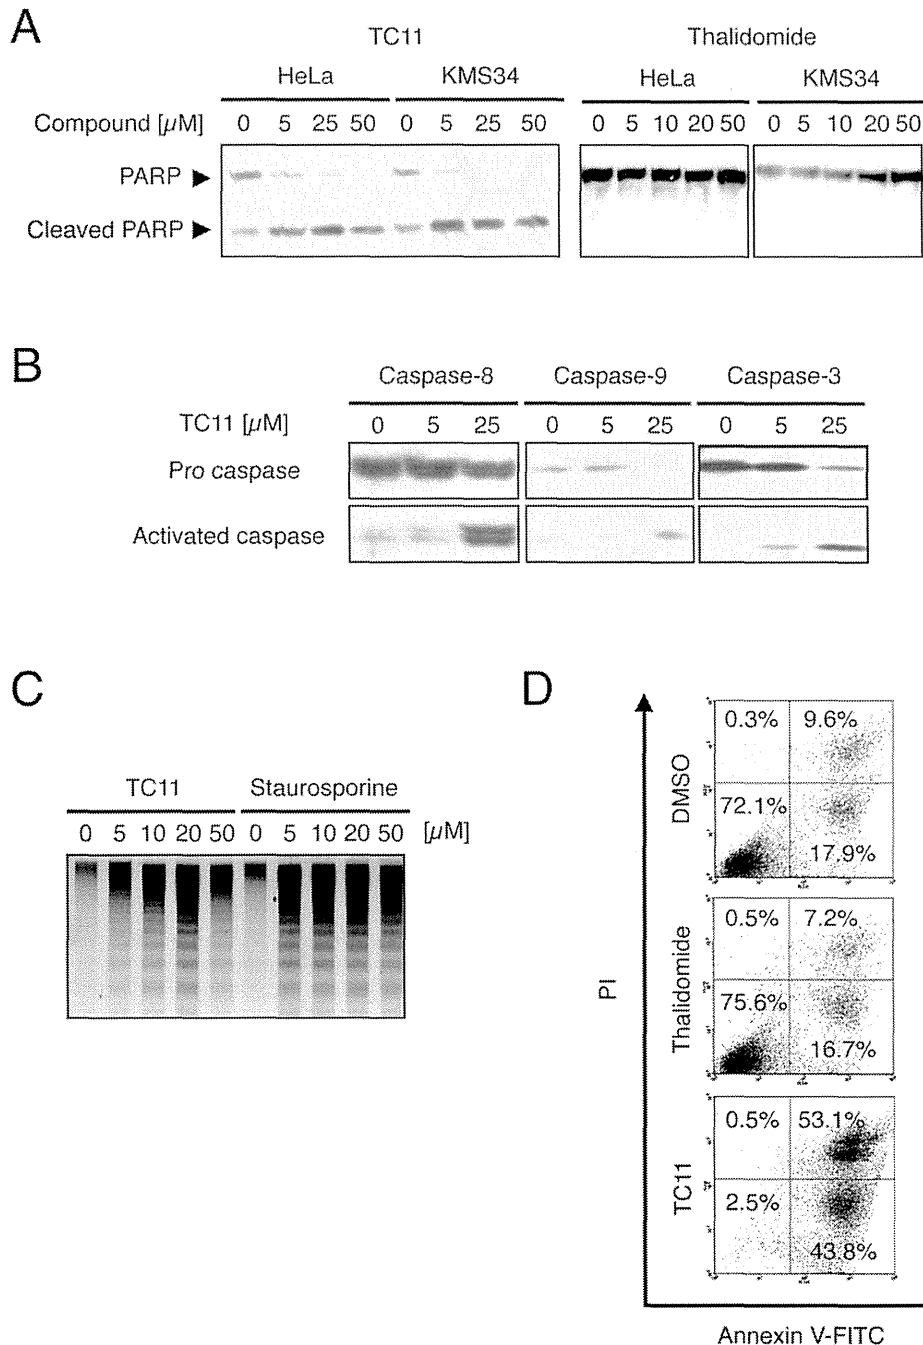 A
TC11
Thalidomide
HeLa
KMS34
HeLa
KMS34
Compound [µM]
0 5 25 50 0 5 25 50
0 5 10 20 50
0 5 10 20 50
PARP
Cleaved PARP
B
Caspase-8
Caspase-9
Caspase-3
TC11 [µM]
0 5 25
0 5 25
0 5 25
Pro caspase
Activated caspase
C
TC11
Staurosporine
0 5 10 20 50 0 5 10 20 50 [µM]
D
PI
DMSO
0.3% 9.6%
72.1%
17.9%
Thalidomide
0.5% 7.2%
75.6%
16.7%
TC11
0.5% 53.1%
2.5%
43.8%
Annexin V-FITC